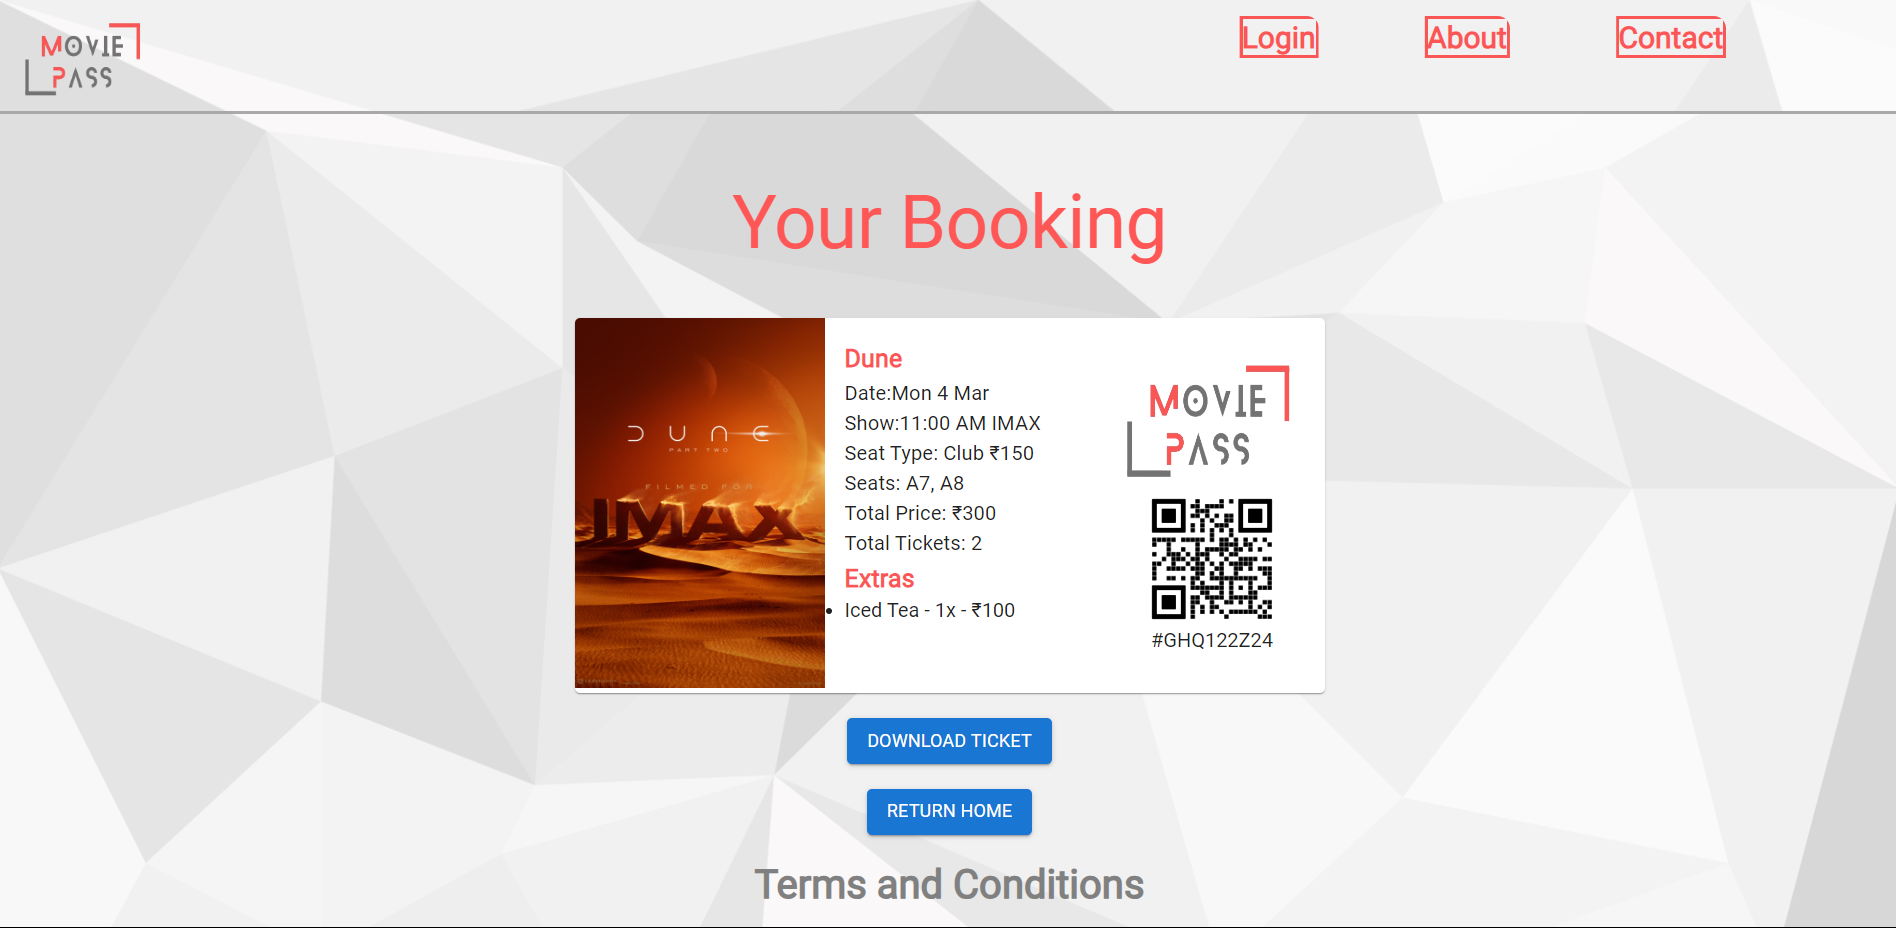 MOVIE
PASS
Login
About
Contact
Your Booking
DUNE
PART TWO
FILMED FOR
IMAX
Dune
Date:Mon 4 Mar
Show:11:00 AM IMAX
Seat Type: Club ₹150
Seats: A7, A8
Total Price: ₹300
Total Tickets: 2
Extras
• Iced Tea - 1x - ₹100
MOVIE
PASS
#GHQ122Z24
DOWNLOAD TICKET
RETURN HOME
Terms and Conditions